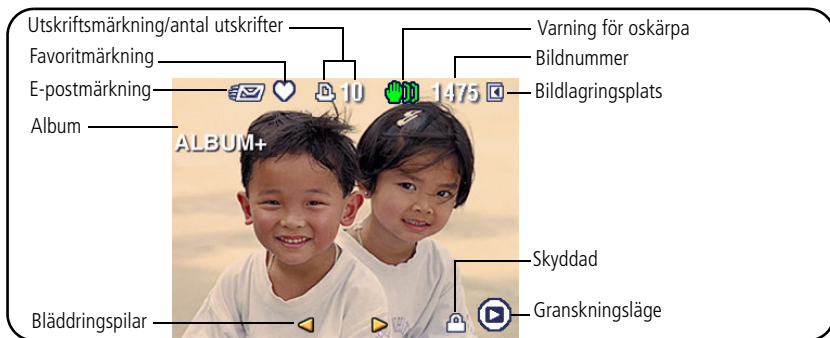 Utskriftsmärkning/antal utskrifter
Favoritmärkning
E-postmärkning
Album
Bläddringspilar
10
1475
ALBUM+
Varning för oskärpa
Bildnummer
Bildlagringsplats
Skyddad
Granskningsläge